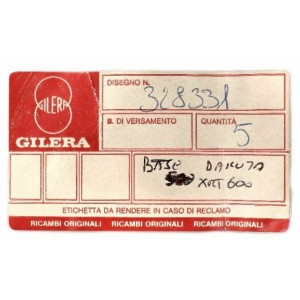 GILERA
GILERA
DISEGNO N.
328331
B. DI VERSAMENTO
QUANTITÀ
5
BASE DAKOTA
XRT 600
ETICHETTA DA RENDERE IN CASO DI RECLAMO
RICAMBI ORIGINALI RICAMBI ORIGINALI RICAMBI ORIGINALI